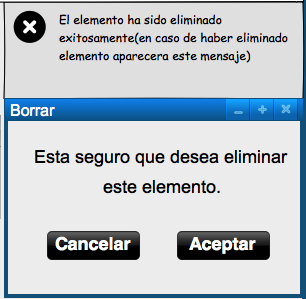 El elemento ha sido eliminado
exitosamente(en caso de haber eliminado
elemento aparecera este mensaje)
Borrar
Esta seguro que desea eliminar
este elemento.
Cancelar Aceptar